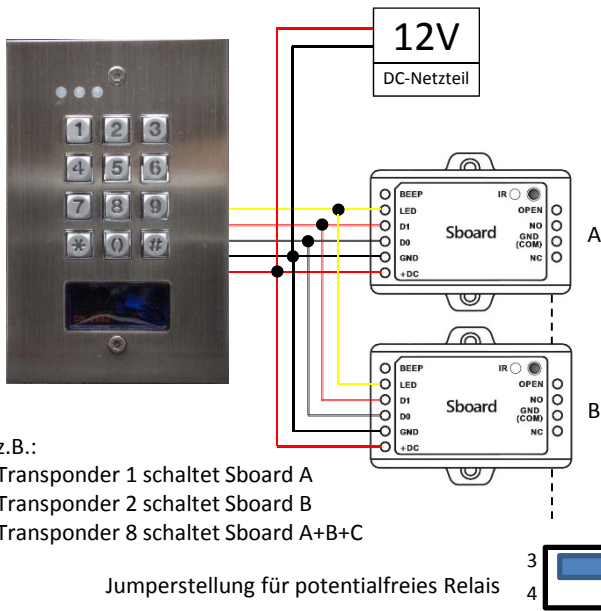 12V
DC-Netzteil
1 2 3
4 5 6
7 8 9
* 0 #
BEEP
LED
D1
D0
GND
+DC
IR
Sboard
OPEN
NO
GND
(COM)
NC
A
BEEP
LED
D1
D0
GND
+DC
IR
Sboard
OPEN
NO
GND
(COM)
NC
B
z.B.:
Transponder 1 schaltet Sboard A
Transponder 2 schaltet Sboard B
Transponder 8 schaltet Sboard A+B+C
Jumperstellung für potentialfreies Relais
3
4